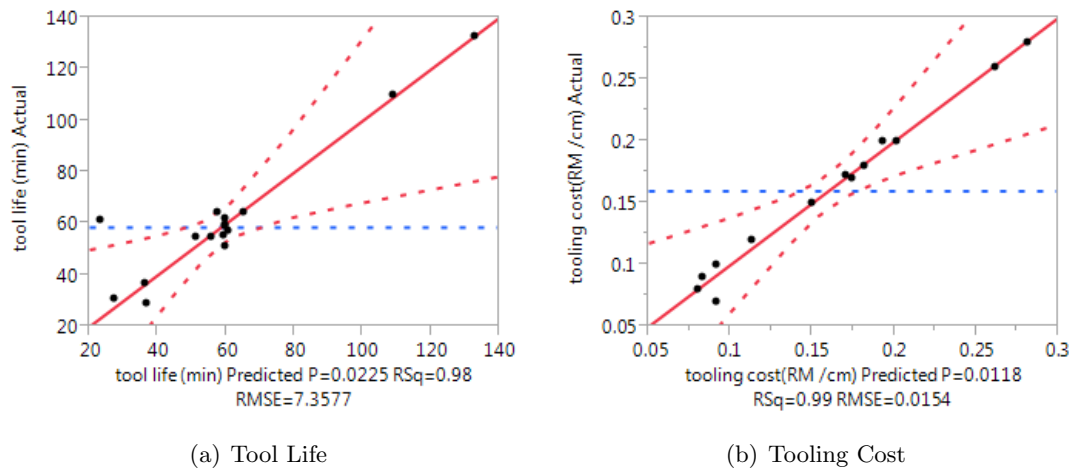 140
120
100
80
60
40
20
tool life (min) Actual
20 40 60 80 100 120 140
tool life (min) Predicted P=0.0225 RSq=0.98
RMSE=7.3577
(a) Tool Life
0.3
0.25
0.2
0.15
0.1
0.05
tooling cost(RM /cm) Actual
0.05 0.1 0.15 0.2 0.25 0.3
tooling cost(RM /cm) Predicted P=0.0118
RSq=0.99 RMSE=0.0154
(b) Tooling Cost